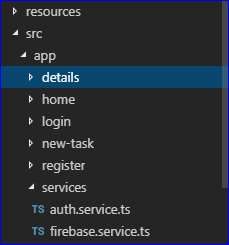 resources
src
app
details
home
login
new-task
register
services
TS auth.service.ts
TS firebase.service.ts